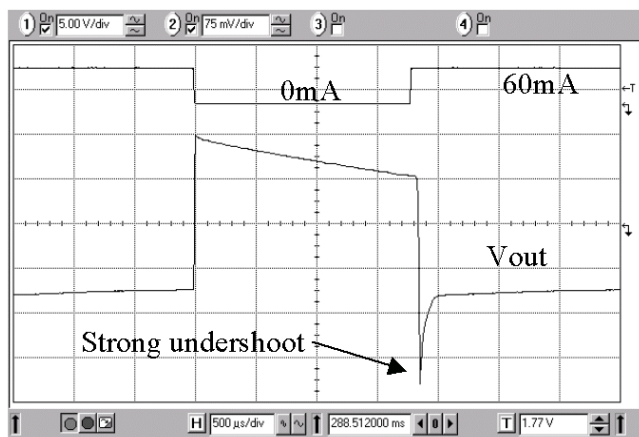 1 On 5.00 V/div 2 On 75 mV/div 3 On 4 On
0mA 60mA
T
Vout
Strong undershoot
H 500 µs/div 288.512000 ms 0 T 1.77 V